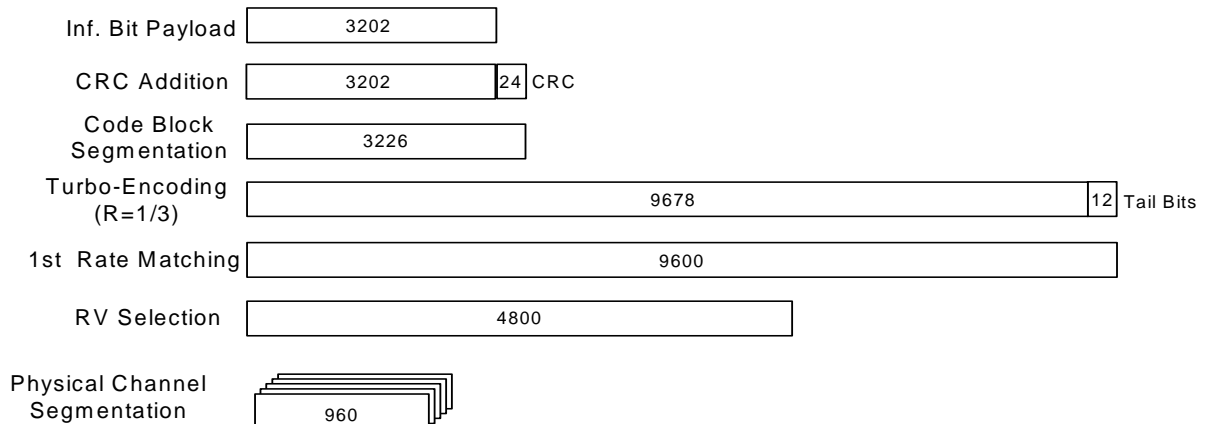 Inf. Bit Payload 3202
CRC Addition 3202 24 CRC
Code Block
Segmentation 3226
Turbo-Encoding
(R=1/3) 9678 12 Tail Bits
1st Rate Matching 9600
RV Selection 4800
Physical Channel
Segmentation 960